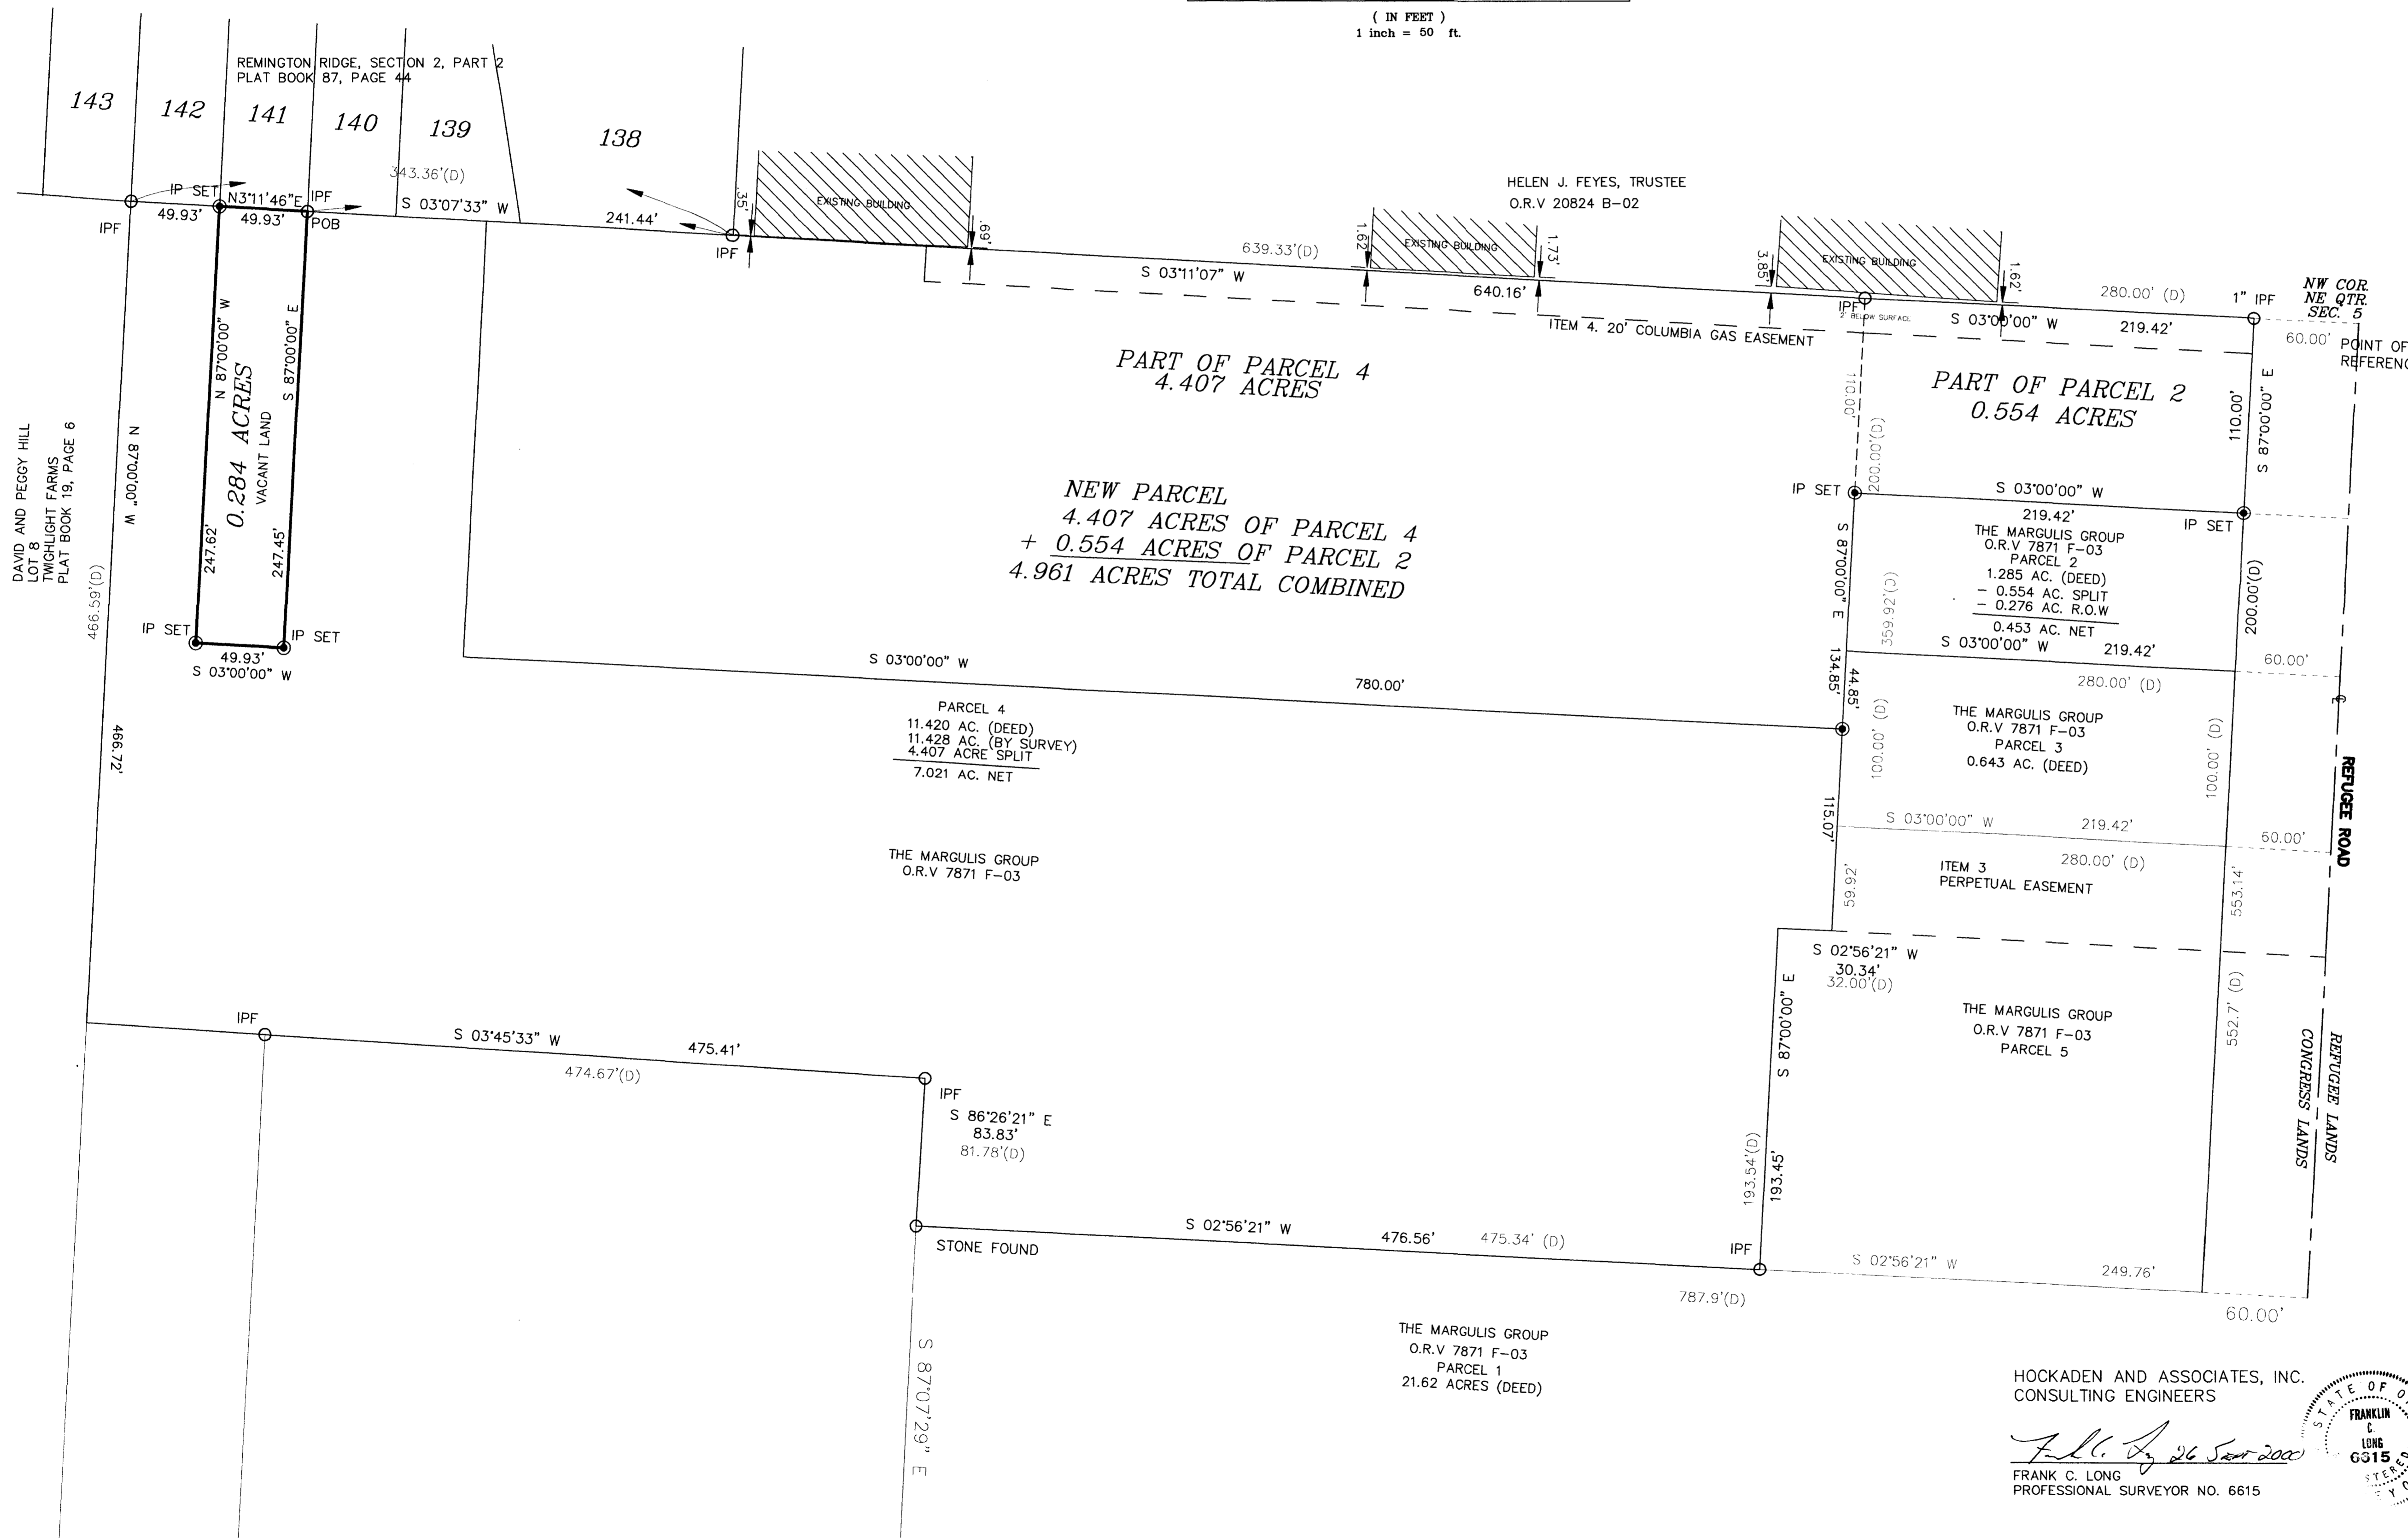 ( IN FEET )
1 inch = 50 ft.
REMINGTON RIDGE, SECTION 2, PART 2
PLAT BOOK 87, PAGE 44
143
142
141
140
139
138
343.36'(D)
IP SET
N3°11'46"E
IPF
49.93'
49.93'
POB
IPF
S 03°07'33" W
241.44'
IPF
.35'
EXISTING BUILDING
.69'
HELEN J. FEYES, TRUSTEE
O.R.V 20824 B-02
639.33'(D)
S 03°11'07" W
640.16'
1.62'
EXISTING BUILDING
1.73'
3.85'
EXISTING BUILDING
1.62'
IPF
2' BELOW SURFACE
280.00' (D)
1" IPF
S 03°00'00" W
219.42'
NW COR.
NE QTR.
SEC. 5
60.00'
POINT OF
ITEM 4. 20' COLUMBIA GAS EASEMENT
PART OF PARCEL 4
4.407 ACRES
PART OF PARCEL 2
0.554 ACRES
110.00'
200.00'(D)
110.00'
S 87°00'00" E
N 87°00'00" W
0.284 ACRES
VACANT LAND
S 87°00'00" E
247.62'
247.45'
IP SET
IP SET
49.93'
S 03°00'00" W
DAVID AND PEGGY HILL
LOT 8
TWIGHLIGHT FARMS
PLAT BOOK 19, PAGE 6
N 87°00'00" W
466.59'(D)
466.72'
NEW PARCEL
4.407 ACRES OF PARCEL 4
+ 0.554 ACRES OF PARCEL 2
4.961 ACRES TOTAL COMBINED
IP SET
S 03°00'00" W
219.42'
IP SET
THE MARGULIS GROUP
O.R.V 7871 F-03
PARCEL 2
1.285 AC. (DEED)
- 0.554 AC. SPLIT
- 0.276 AC. R.O.W
0.453 AC. NET
S 87°00'00" E
359.92'(D)
200.00'(D)
S 03°00'00" W
219.42'
60.00'
280.00' (D)
134.85'
44.85'
S 03°00'00" W
780.00'
PARCEL 4
11.420 AC. (DEED)
11.428 AC. (BY SURVEY)
4.407 ACRE SPLIT
7.021 AC. NET
THE MARGULIS GROUP
O.R.V 7871 F-03
PARCEL 3
0.643 AC. (DEED)
100.00' (D)
100.00' (D)
115.07'
S 03°00'00" W
219.42'
60.00'
280.00' (D)
REFUGEE ROAD
THE MARGULIS GROUP
O.R.V 7871 F-03
ITEM 3
PERPETUAL EASEMENT
59.92'
553.14'
S 02°56'21" W
30.34'
32.00'(D)
S 87°00'00" E
THE MARGULIS GROUP
O.R.V 7871 F-03
PARCEL 5
552.7' (D)
REFUGEE LANDS
CONGRESS LANDS
IPF
S 03°45'33" W
475.41'
474.67'(D)
IPF
S 86°26'21" E
83.83'
81.78'(D)
193.54'(D)
193.45'
STONE FOUND
S 02°56'21" W
476.56'
475.34' (D)
IPF
S 02°56'21" W
249.76'
787.9'(D)
60.00'
S 87°07'29" E
THE MARGULIS GROUP
O.R.V 7871 F-03
PARCEL 1
21.62 ACRES (DEED)
HOCKADEN AND ASSOCIATES, INC.
CONSULTING ENGINEERS
26 Sept 2000
FRANK C. LONG
PROFESSIONAL SURVEYOR NO. 6615
STATE OF
FRANKLIN
C.
LONG
6615